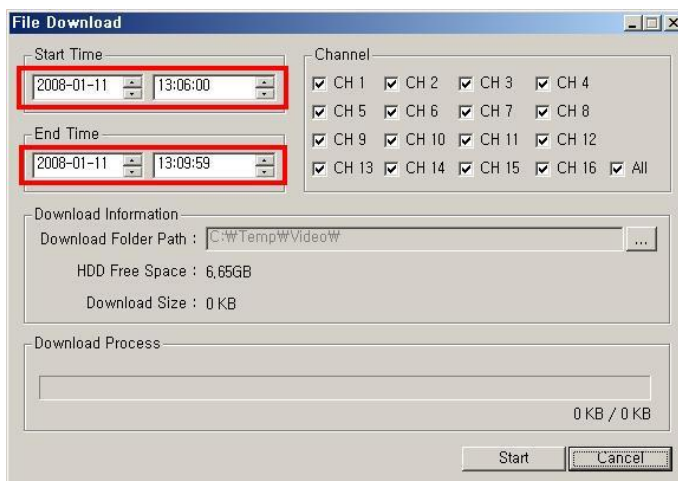 File Download
Start Time
2008-01-11 13:06:00
End Time
2008-01-11 13:09:59
Channel
CH 1 CH 2 CH 3 CH 4
CH 5 CH 6 CH 7 CH 8
CH 9 CH 10 CH 11 CH 12
CH 13 CH 14 CH 15 CH 16 All
Download Information
Download Folder Path : C:₩Temp₩Video₩
...
HDD Free Space : 6,65GB
Download Size : 0 KB
Download Process
0 KB / 0 KB
Start Cancel